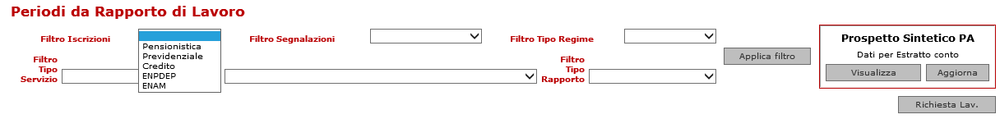 Periodi da Rapporto di Lavoro
Filtro Iscrizioni
Pensionistica
Previdenziale
Credito
ENPDEP
ENAM
Filtro Segnalazioni
Filtro Tipo Regime
Filtro
Tipo
Servizio
Filtro
Tipo
Rapporto
Applica filtro
Prospetto Sintetico PA
Dati per Estratto conto
Visualizza
Aggiorna
Richiesta Lav.